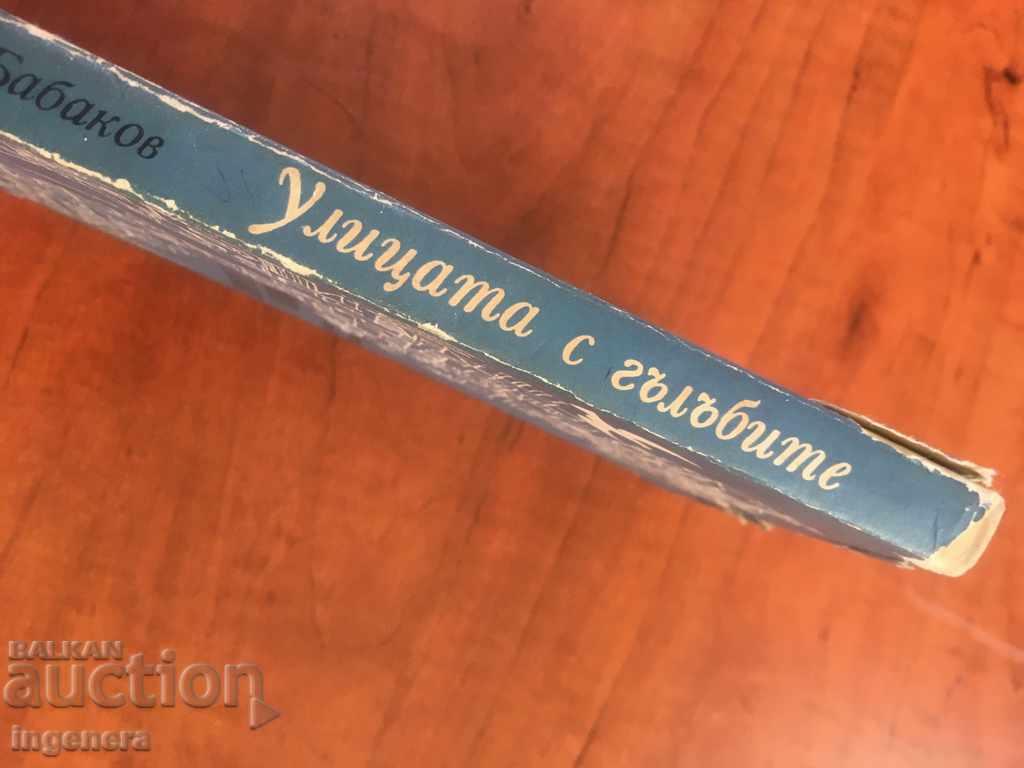 Бабаков
Улицата с гълъбите
BALKAN
auction
ingenera